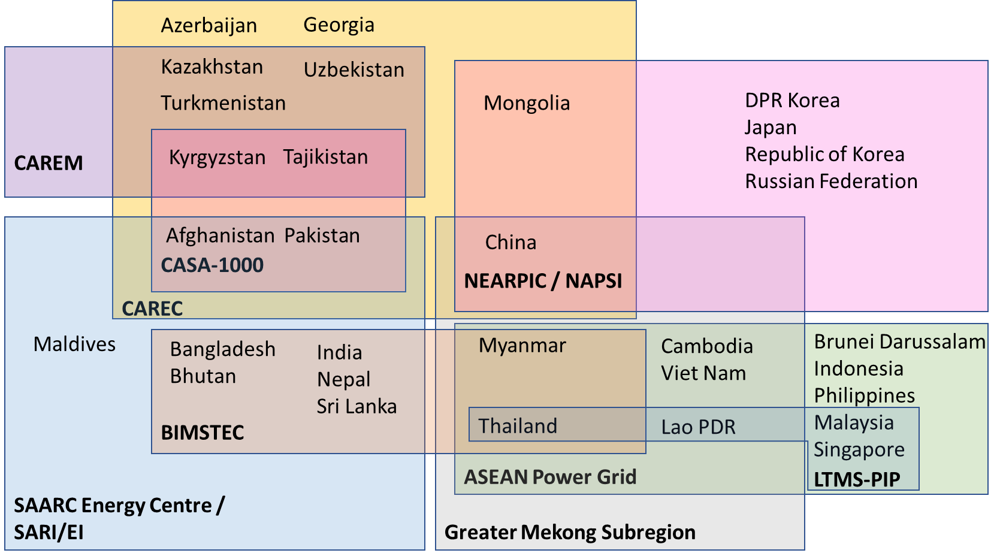 Azerbaijan
Georgia
Kazakhstan
Uzbekistan
Turkmenistan
Kyrgyzstan
Tajikistan
CAREM
Mongolia
DPR Korea
Japan
Republic of Korea
Russian Federation
Afghanistan
Pakistan
CASA-1000
CAREC
China
NEARPIC / NAPSI
Maldives
Bangladesh
Bhutan
India
Nepal
Sri Lanka
BIMSTEC
Myanmar
Thailand
Cambodia
Viet Nam
Lao PDR
Brunei Darussalam
Indonesia
Philippines
Malaysia
Singapore
LTMS-PIP
ASEAN Power Grid
SAARC Energy Centre /
SARI/EI
Greater Mekong Subregion